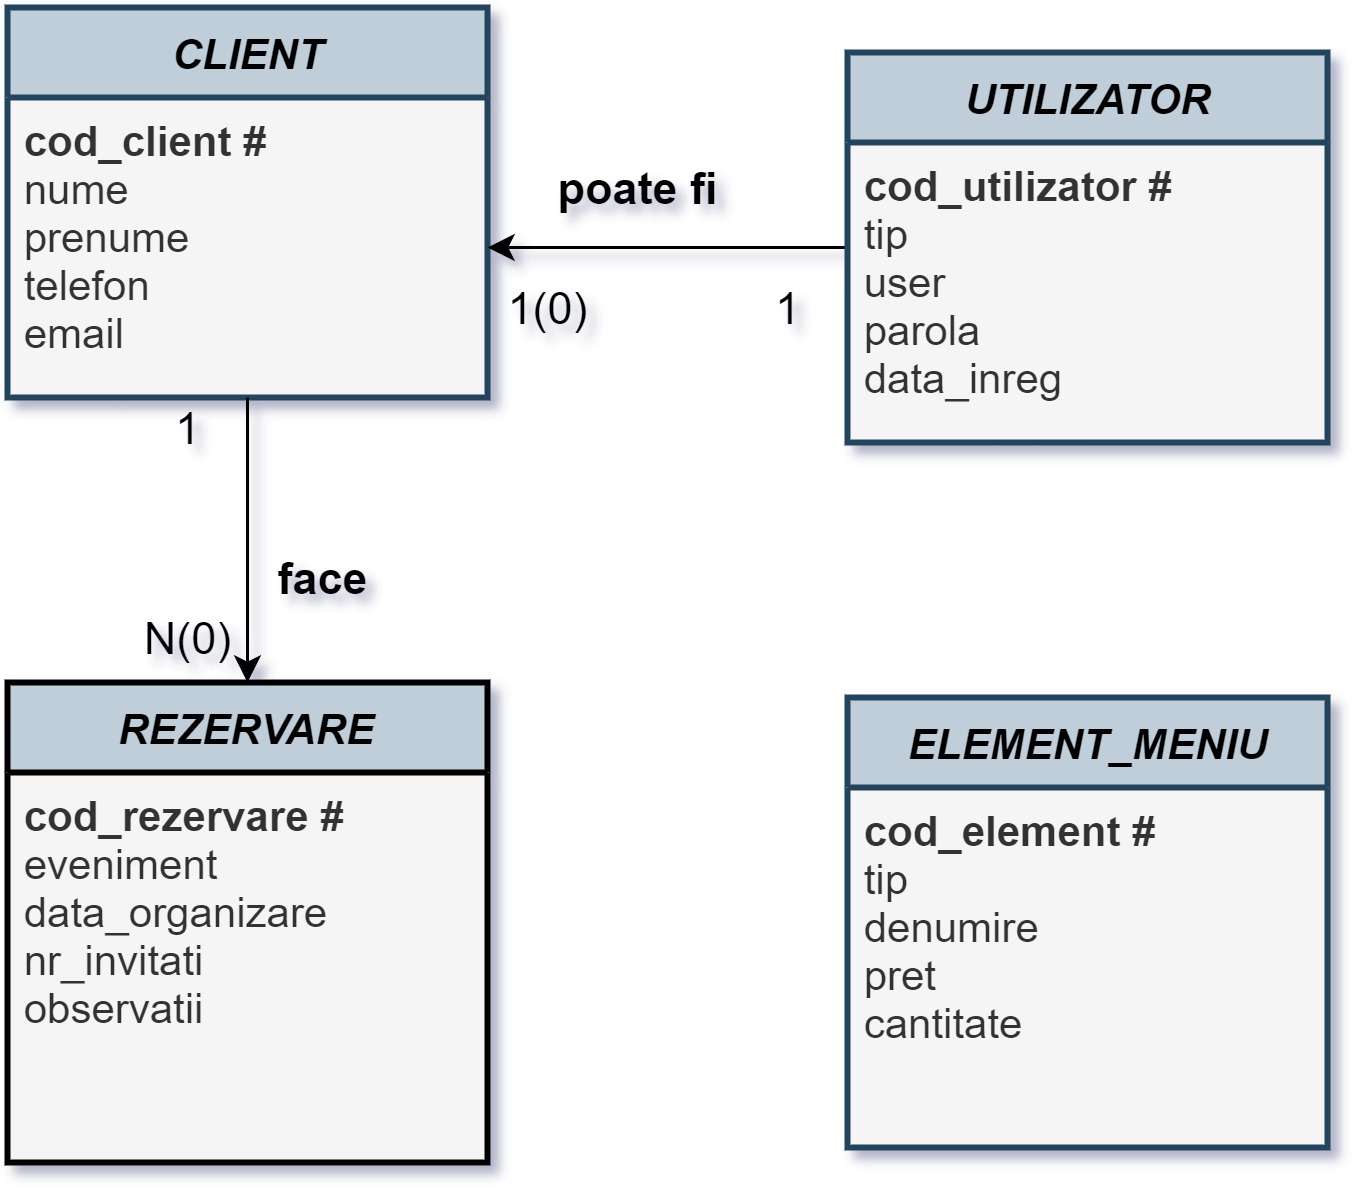 CLIENT
cod_client #
nume
prenume
telefon
email
UTILIZATOR
cod_utilizator #
tip
user
parola
data_inreg
poate fi
1(0)
1
1
face
N(0)
REZERVARE
cod_rezervare #
eveniment
data_organizare
nr_invitati
observatii
ELEMENT_MENIU
cod_element #
tip
denumire
pret
cantitate